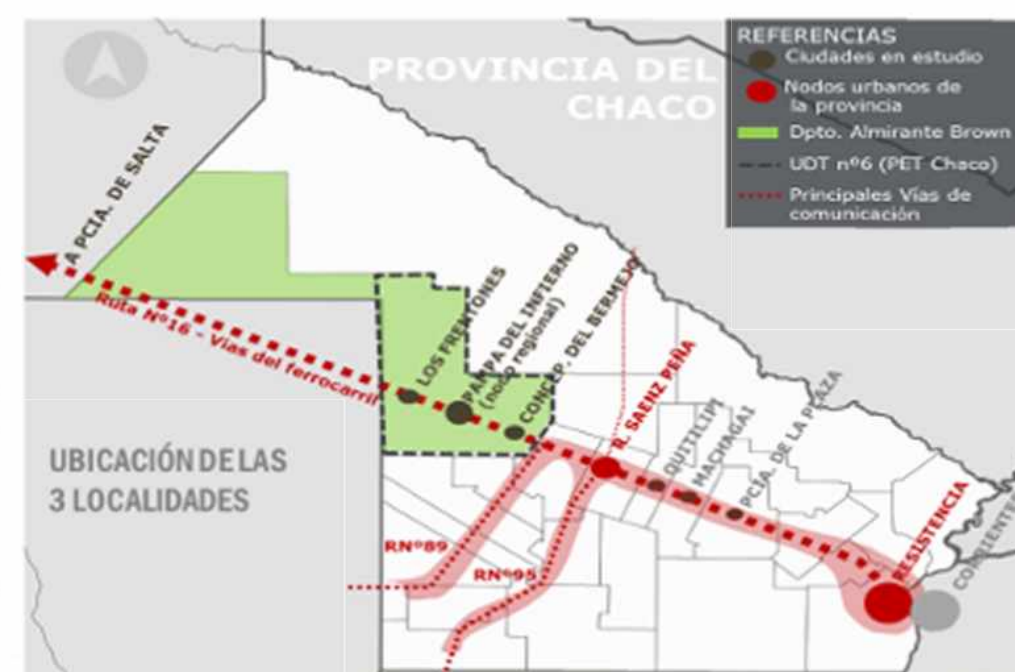 PROVINCIA DEL
CHACO
REFERENCIAS
Ciudades en estudio
Nodos urbanos de
la provincia
Dpto. Almirante Brown
UDT nº6 (PET Chaco)
Principales Vías de
comunicación
A PCIA. DE SALTA
Ruta Nº16 - Vías del ferrocarril
LOS FRENTONES
PAMPA DEL INFIERNO
(nodo regional)
CONCEP. DEL BERMEJO
R. SAENZ PEÑA
QUITILIPI
MACHAGAI
PCIA. DE LA PLAZA
RESISTENCIA
CORRIENTES
RNº89
RNº95
UBICACIÓN DE LAS
3 LOCALIDADES